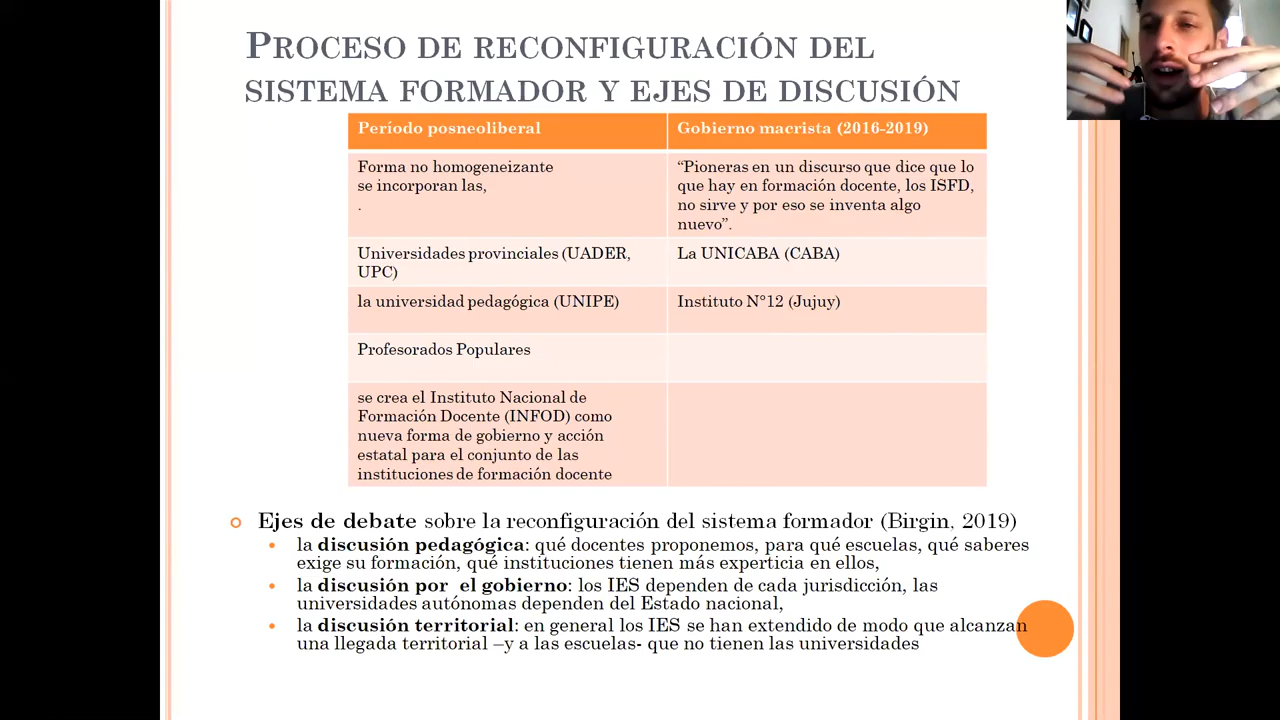 PROCESO DE RECONFIGURACIÓN DEL
SISTEMA FORMADOR Y EJES DE DISCUSIÓN
Período posneoliberal
Gobierno macrista (2016-2019)
Forma no homogeneizante
se incorporan las,
.
“Pioneras en un discurso que dice que lo
que hay en formación docente, los ISFD,
no sirve y por eso se inventa algo
nuevo”.
Universidades provinciales (UADER,
UPC)
La UNICABA (CABA)
la universidad pedagógica (UNIPE)
Instituto N°12 (Jujuy)
Profesorados Populares
se crea el Instituto Nacional de
Formación Docente (INFOD) como
nueva forma de gobierno y acción
estatal para el conjunto de las
instituciones de formación docente
Ejes de debate sobre la reconfiguración del sistema formador (Birgin, 2019)
la discusión pedagógica: qué docentes proponemos, para qué escuelas, qué saberes
exige su formación, qué instituciones tienen más experticia en ellos,
la discusión por el gobierno: los IES dependen de cada jurisdicción, las
universidades autónomas dependen del Estado nacional,
la discusión territorial: en general los IES se han extendido de modo que alcanzan
una llegada territorial –y a las escuelas- que no tienen las universidades